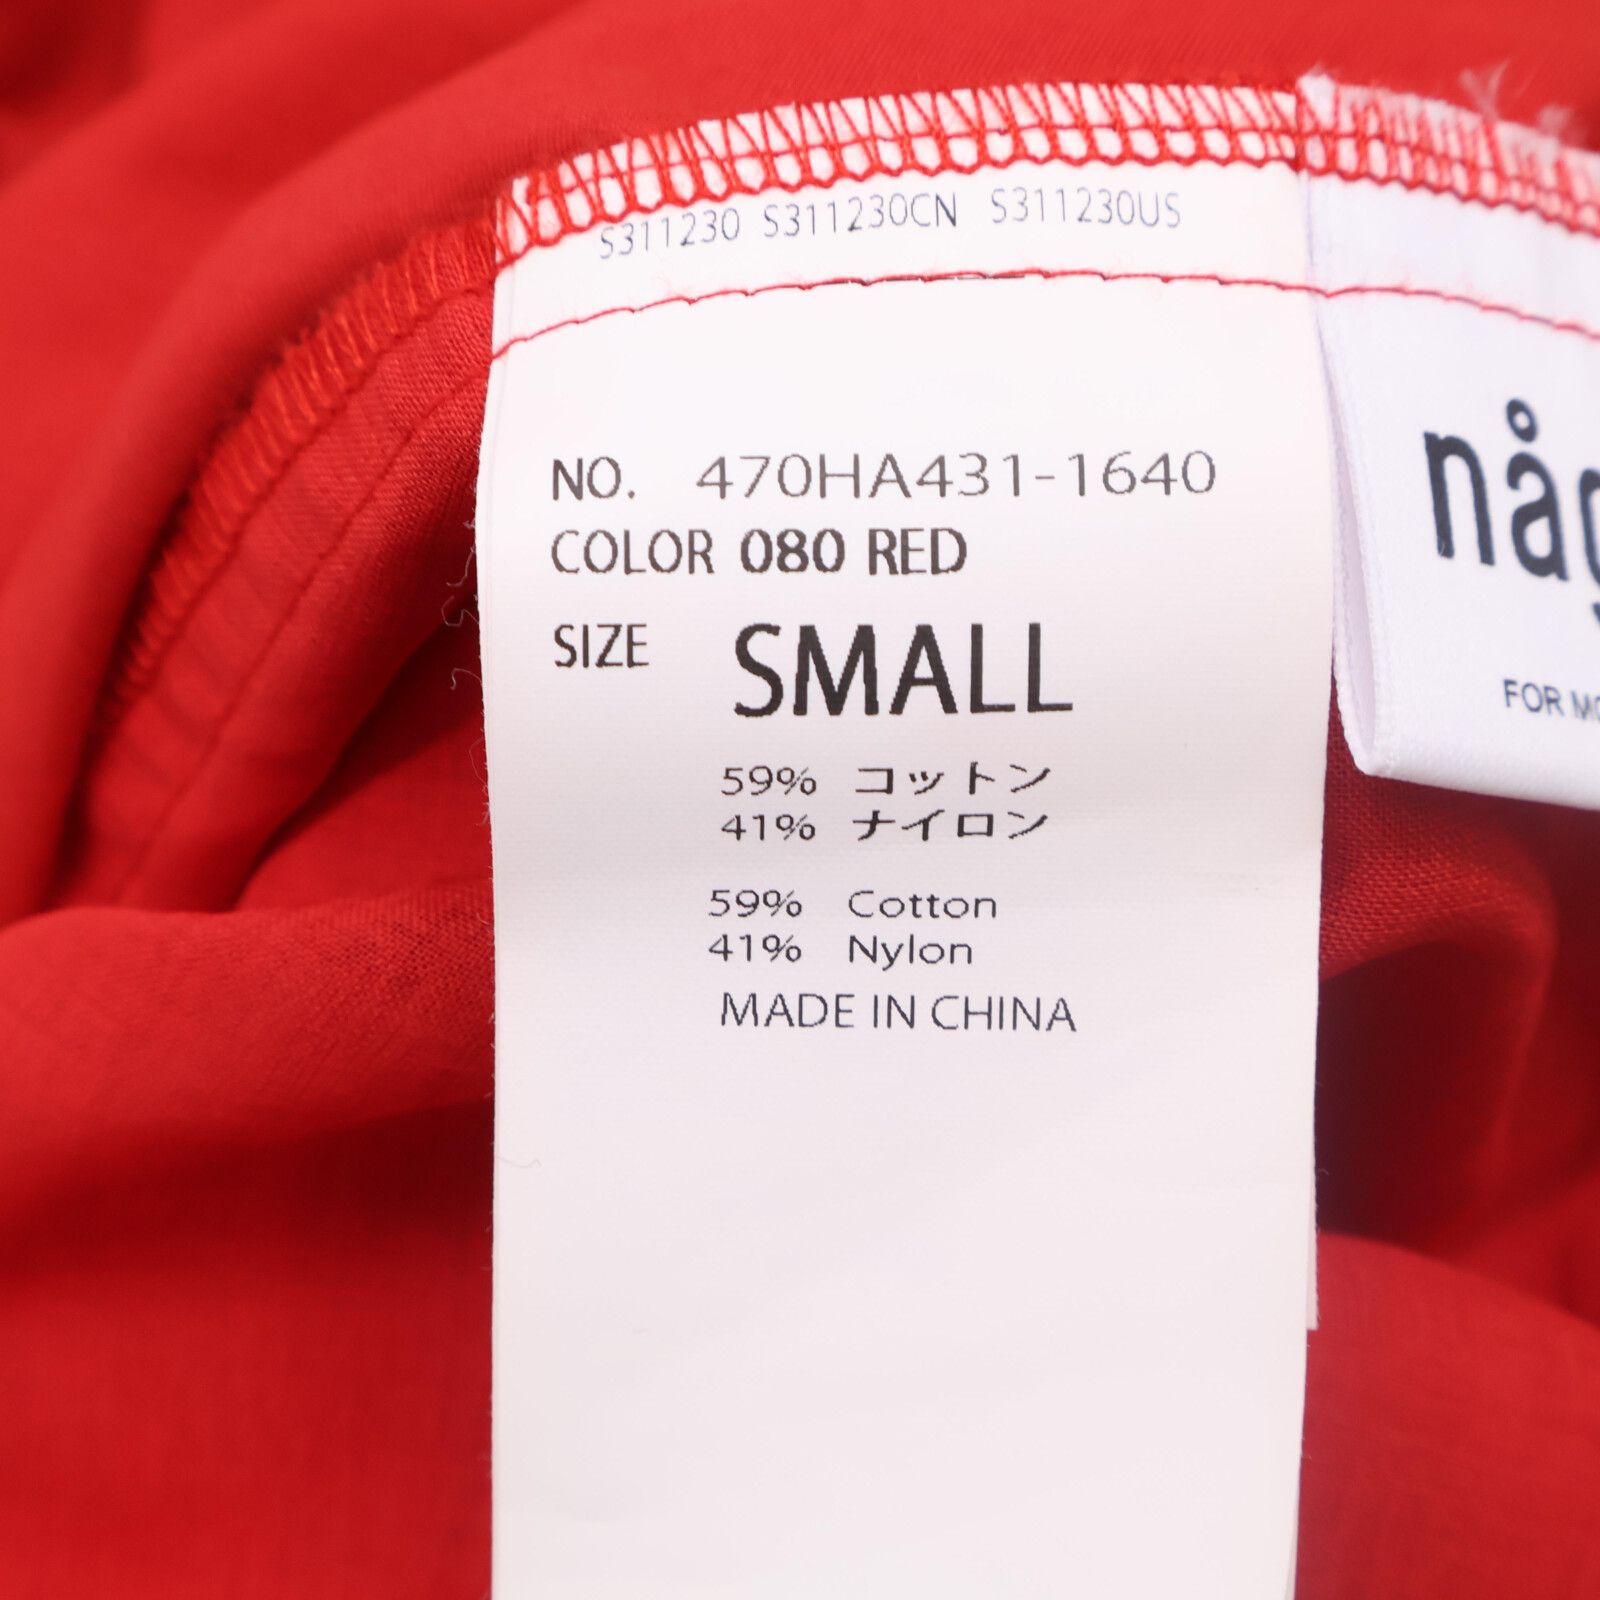 S311230 S311230CN S311230US
NO. 470HA431-1640
COLOR 080 RED
SIZE SMALL
59% コットン
41% ナイロン
59% Cotton
41% Nylon
MADE IN CHINA
FOR